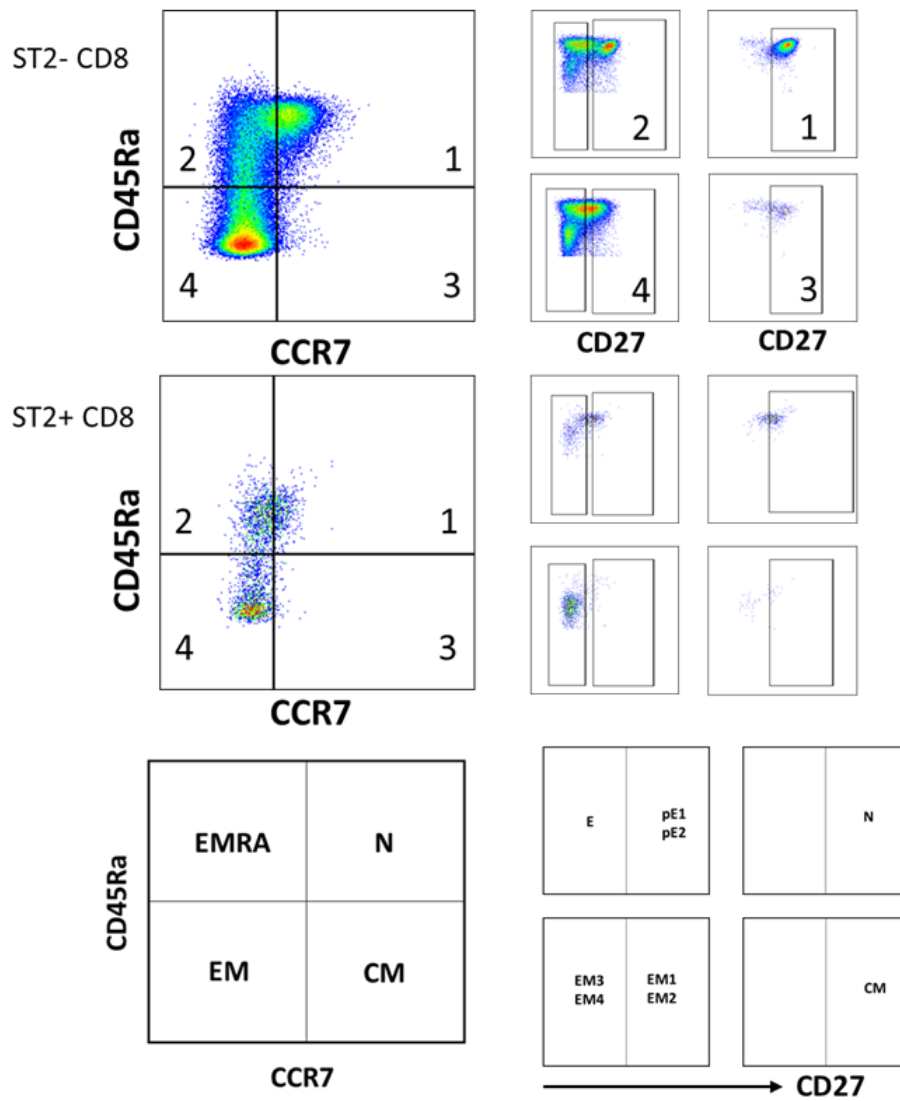 ST2- CD8
CD45Ra
2
1
4
3
CCR7
2
1
4
3
CD27
CD27
ST2+ CD8
CD45Ra
2
1
4
3
CCR7
CD45Ra
EMRA
N
EM
CM
CCR7
E
pE1
pE2
N
EM3
EM4
EM1
EM2
CM
CD27